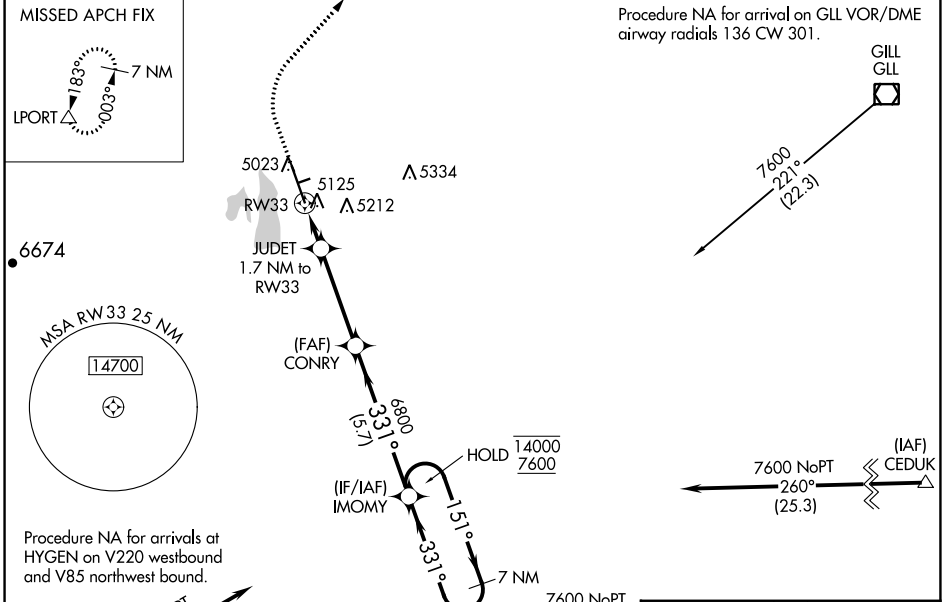 MISSED APCH FIX
7 NM
183°
003°
LPORT
Procedure NA for arrival on GLL VOR/DME
airway radials 136 CW 301.
GILL
GLL
7600
221°
(22.3)
5023
5334
5125
RW33
5212
JUDET
1.7 NM to
RW33
6674
MSA RW33 25 NM
14700
(FAF)
CONRY
6800
331°
(5.7)
HOLD
14000
7600
(IF/IAF)
IMOMY
151°
331°
7 NM
(IAF)
CEDUK
7600 NoPT
260°
(25.3)
Procedure NA for arrivals at
HYGEN on V220 westbound
and V85 northwest bound.
7600 NoPT